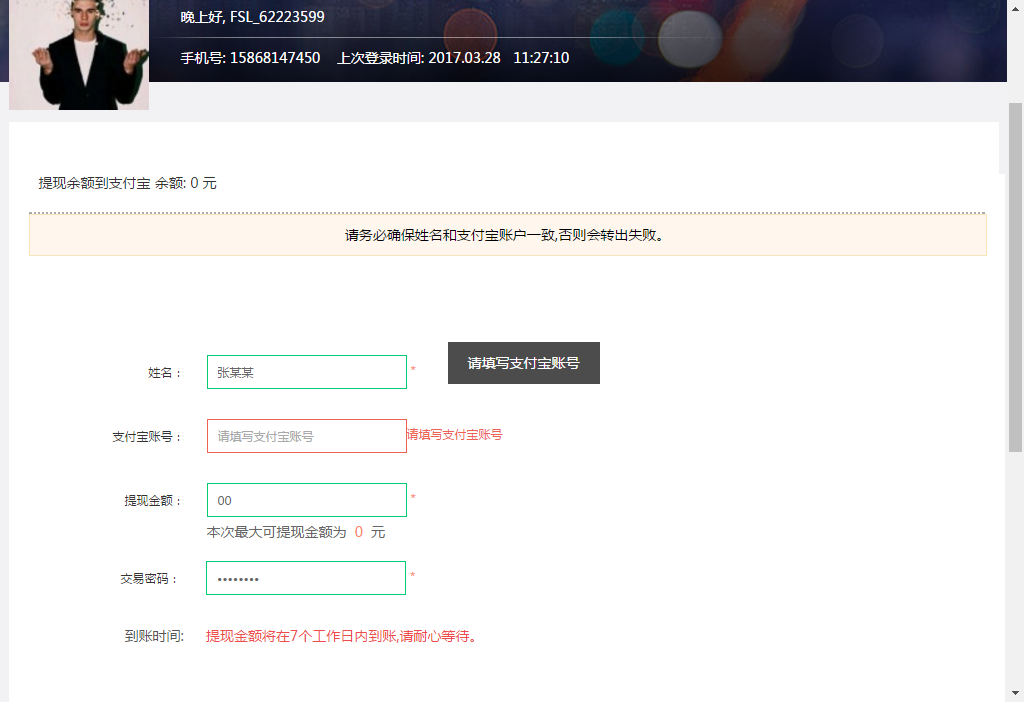 晚上好, FSL_62223599
手机号: 15868147450 上次登录时间: 2017.03.28 11:27:10
提现余额到支付宝 余额: 0 元
请务必确保姓名和支付宝账户一致,否则会转出失败。
姓名： 张某某 *
请填写支付宝账号
支付宝账号： 请填写支付宝账号 请填写支付宝账号
提现金额： 00 *
本次最大可提现金额为 0 元
交易密码： •••••••• *
到账时间: 提现金额将在7个工作日内到账,请耐心等待。